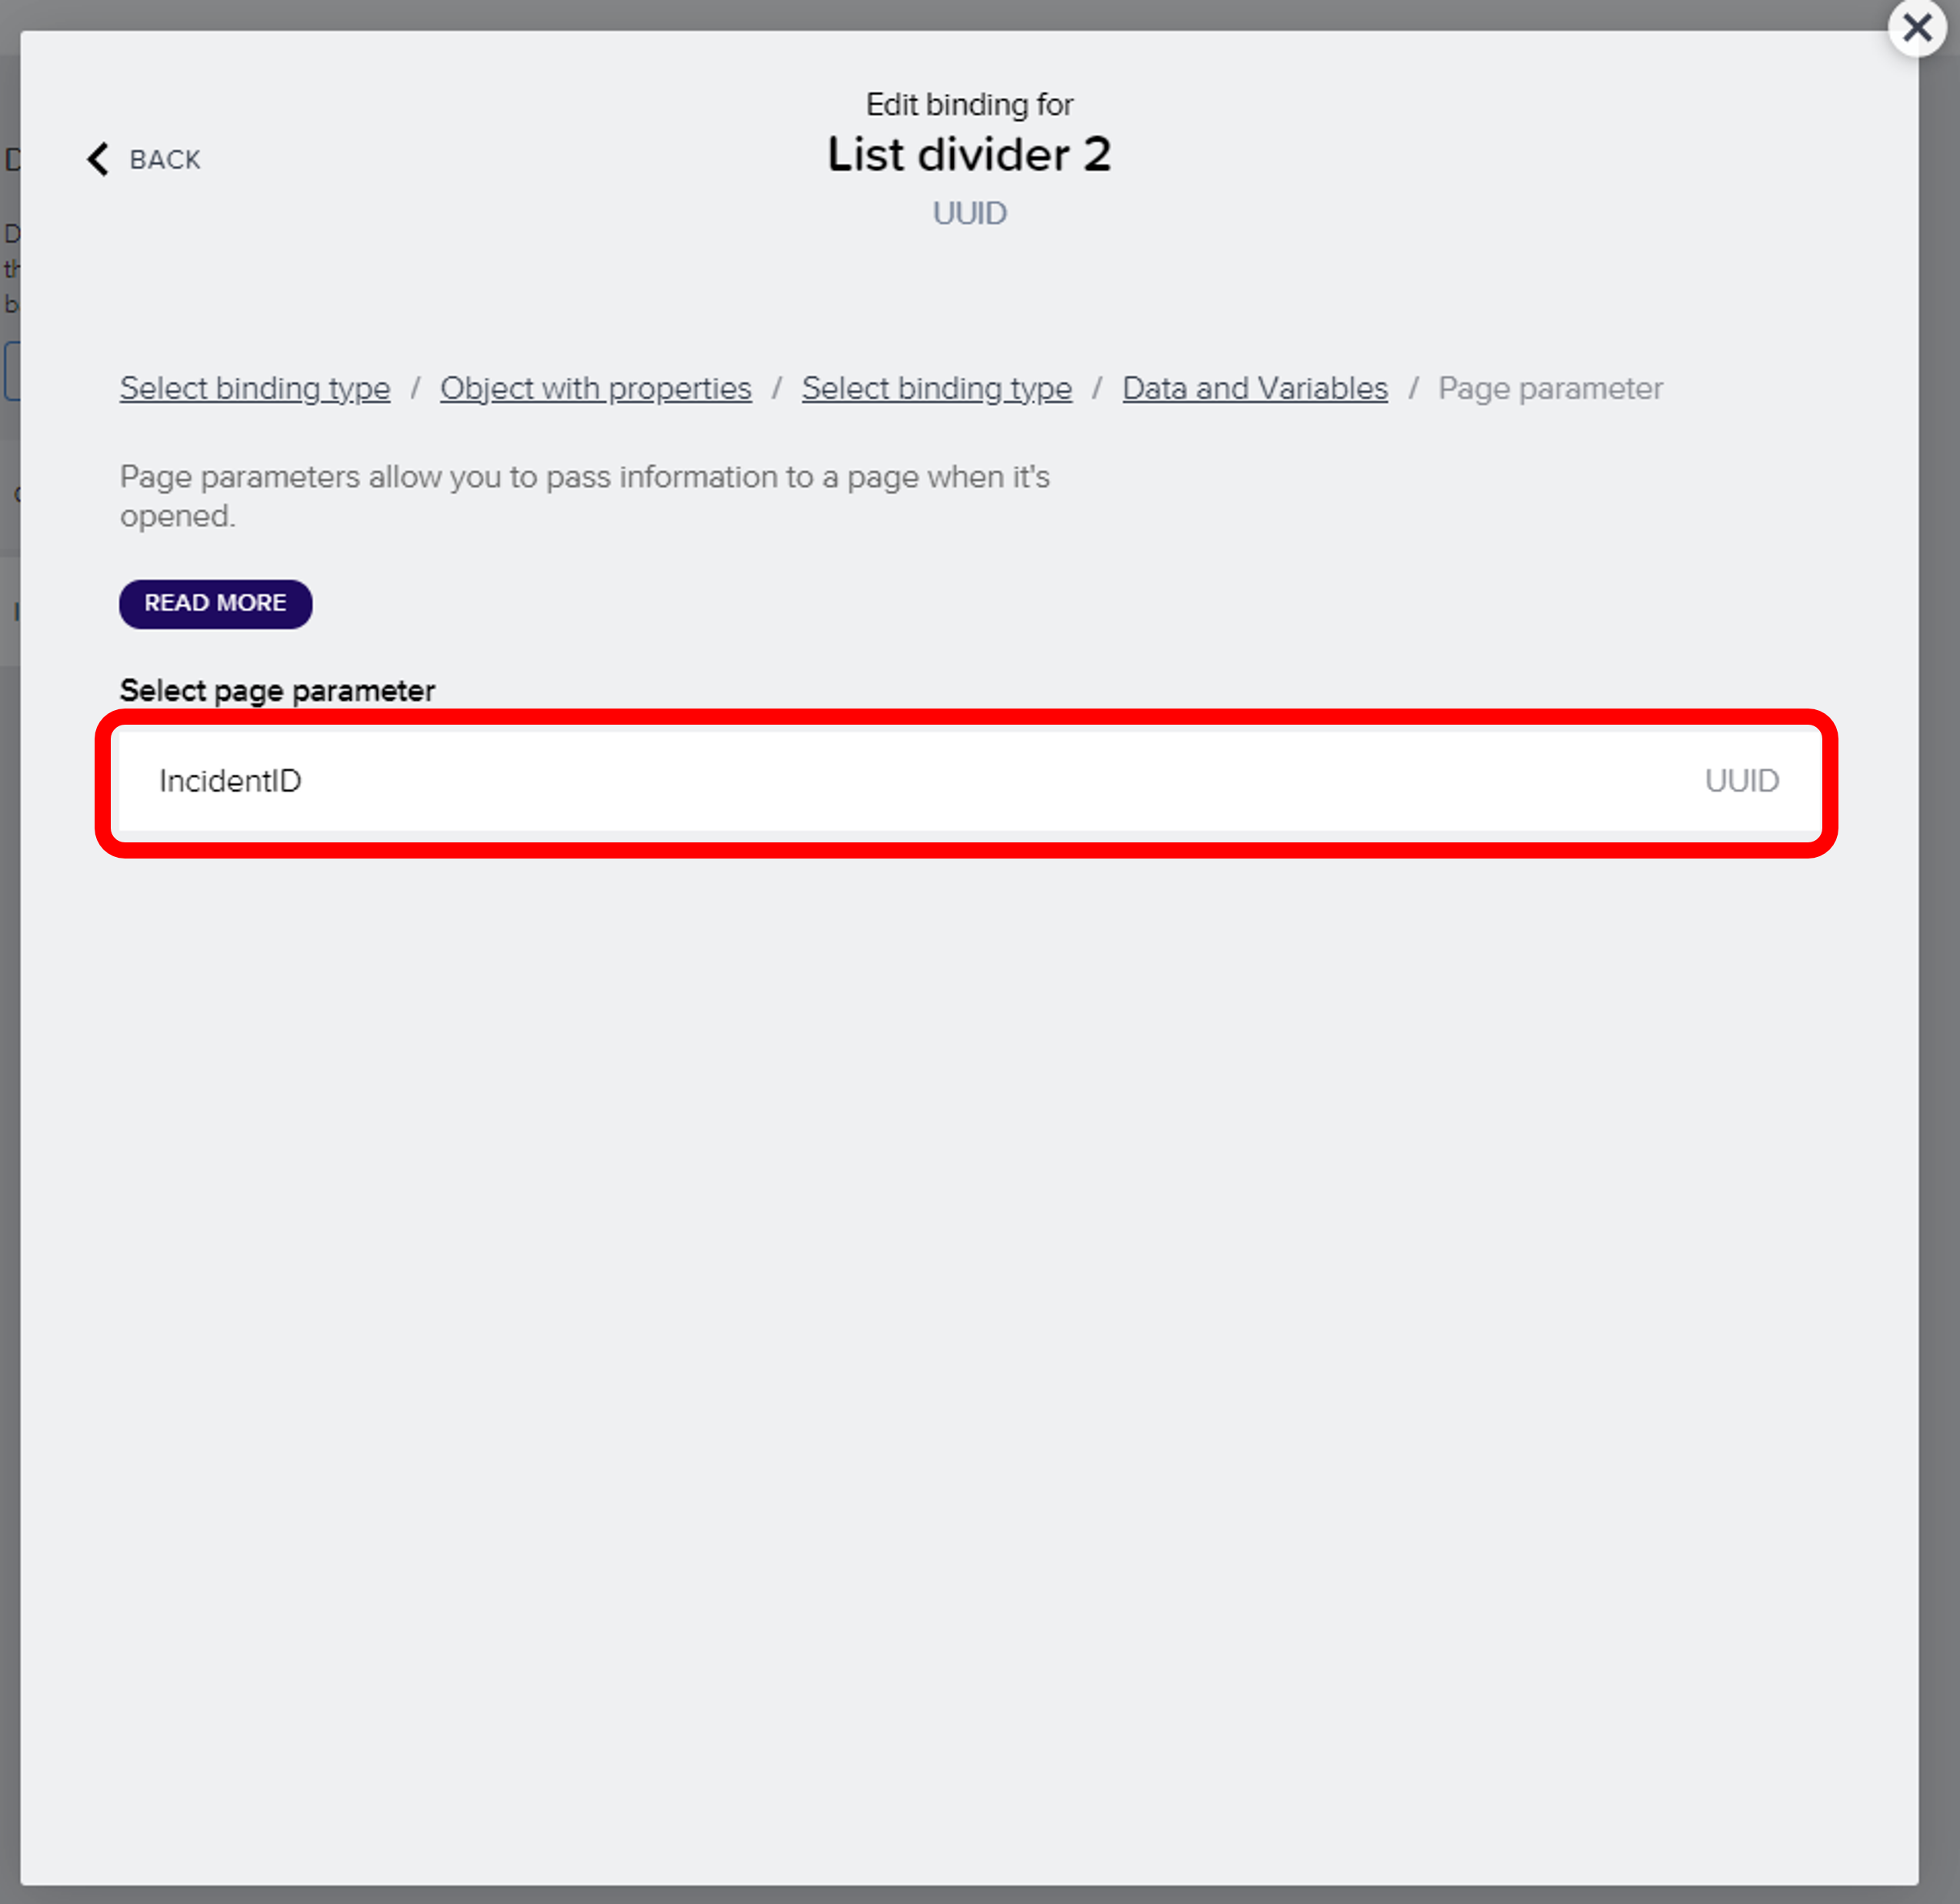 Edit binding for
BACK
List divider 2
UUID
Select binding type / Object with properties / Select binding type / Data and Variables / Page parameter
Page parameters allow you to pass information to a page when it's
opened.
READ MORE
Select page parameter
IncidentID UUID